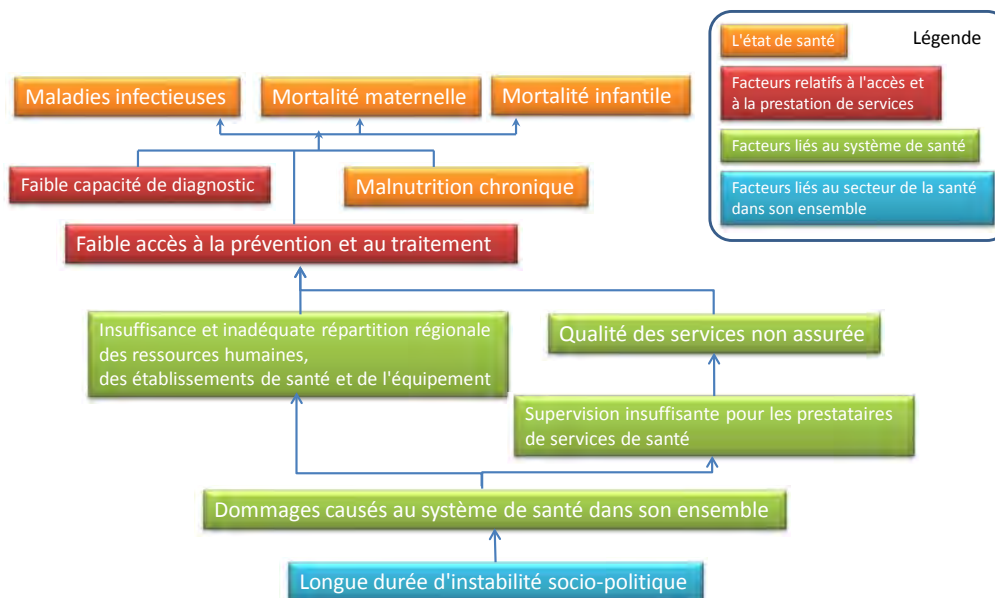 L'état de santé
Légende
Facteurs relatifs à l'accès et
à la prestation de services
Facteurs liés au système de santé
Facteurs liés au secteur de la santé
dans son ensemble
Maladies infectieuses
Mortalité maternelle
Mortalité infantile
Faible capacité de diagnostic
Malnutrition chronique
Faible accès à la prévention et au traitement
Insuffisance et inadéquate répartition régionale
des ressources humaines,
des établissements de santé et de l'équipement
Qualité des services non assurée
Supervision insuffisante pour les prestataires
de services de santé
Dommages causés au système de santé dans son ensemble
Longue durée d'instabilité socio-politique